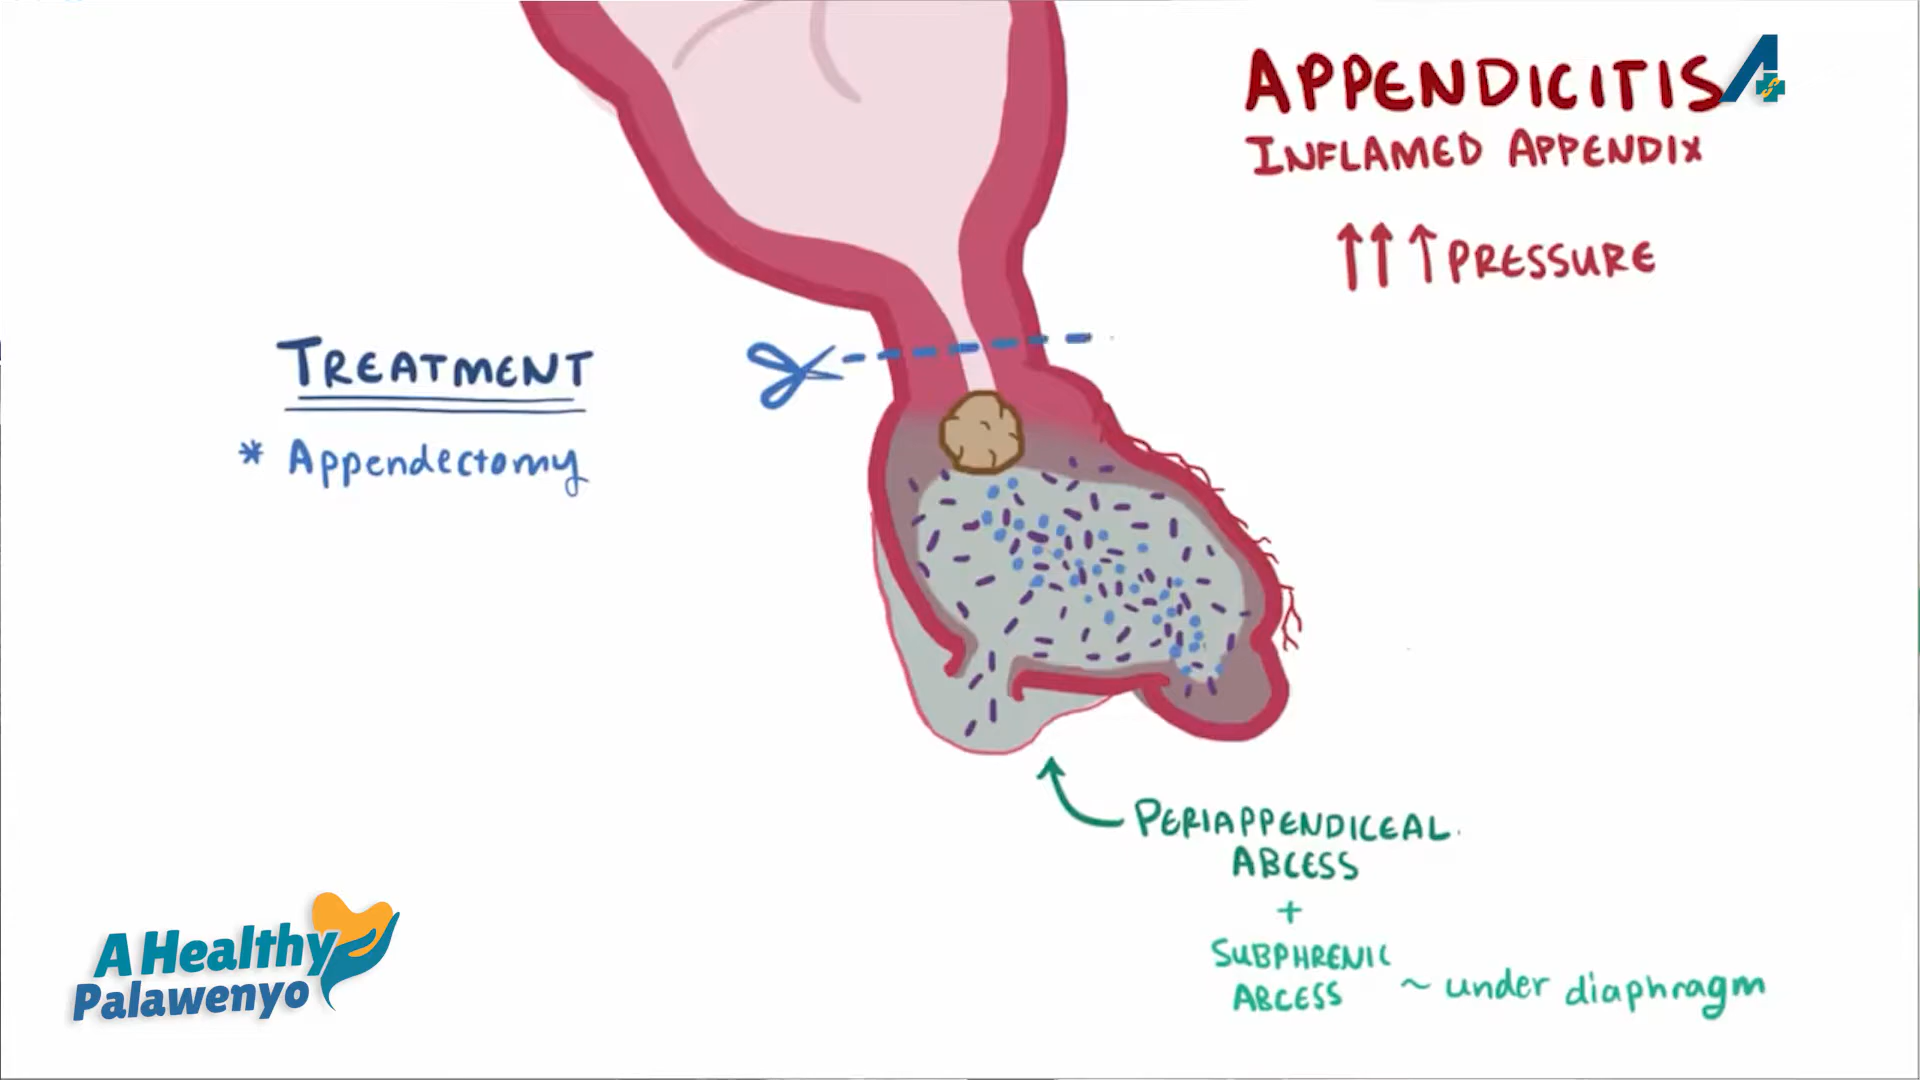 APPENDICITIS
INFLAMED APPENDIX
↑↑↑ PRESSURE
TREATMENT
* Appendectomy
PERIAPPENDICEAL
ABCESS
+
SUBPHRENIC
ABCESS ~ under diaphragm
A Healthy
Palawenyo